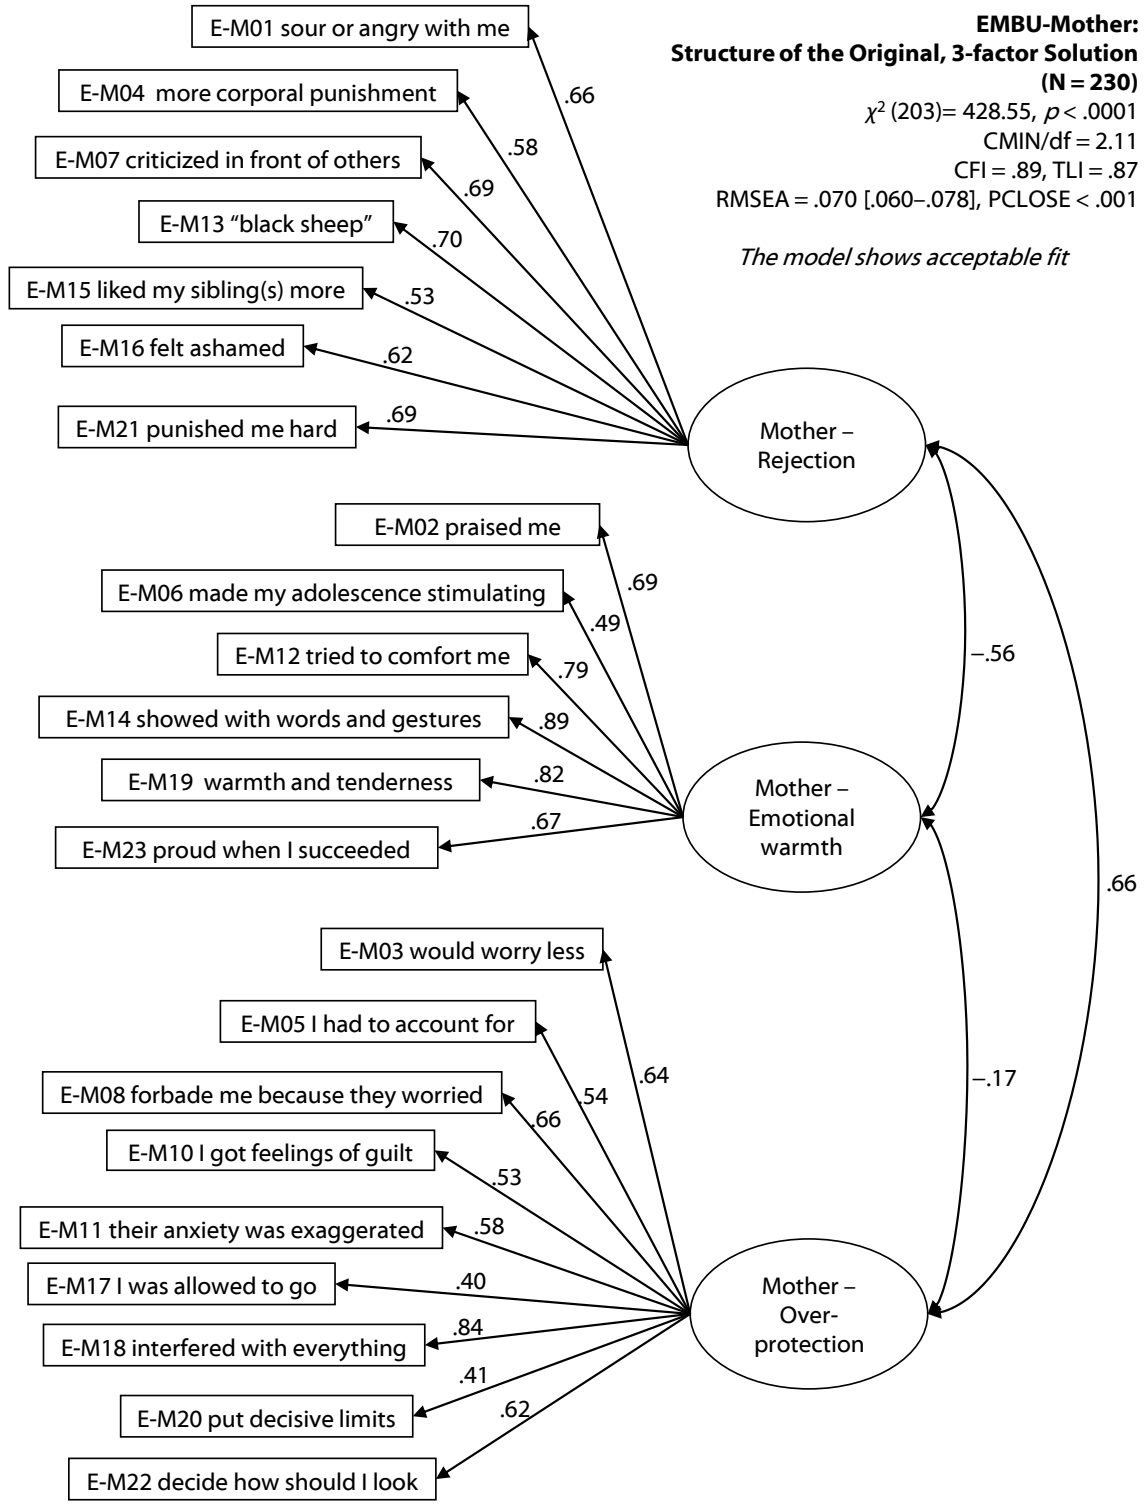 EMBU-Mother:
Structure of the Original, 3-factor Solution
(N = 230)
χ² (203)= 428.55, p < .0001
CMIN/df = 2.11
CFI = .89, TLI = .87
RMSEA = .070 [.060–.078], PCLOSE < .001
The model shows acceptable fit
E-M01 sour or angry with me
.66
E-M04 more corporal punishment
.58
E-M07 criticized in front of others
.69
E-M13 “black sheep”
.70
E-M15 liked my sibling(s) more
.53
E-M16 felt ashamed
.62
E-M21 punished me hard
.69
Mother –
Rejection
E-M02 praised me
.69
E-M06 made my adolescence stimulating
.49
E-M12 tried to comfort me
.79
E-M14 showed with words and gestures
.89
E-M19 warmth and tenderness
.82
E-M23 proud when I succeeded
.67
Mother –
Emotional
warmth
–.56
.66
E-M03 would worry less
.64
E-M05 I had to account for
.54
E-M08 forbade me because they worried
.66
E-M10 I got feelings of guilt
.53
E-M11 their anxiety was exaggerated
.58
E-M17 I was allowed to go
.40
E-M18 interfered with everything
.84
E-M20 put decisive limits
.41
E-M22 decide how should I look
.62
Mother –
Over-
protection
–.17